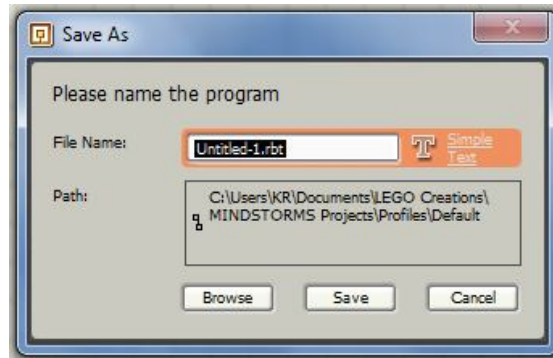 Save As
Please name the program
File Name:
Untitled-1.rbt
Simple
Text
Path:
C:\Users\KR\Documents\LEGO Creations\
MINDSTORMS Projects\Profiles\Default
Browse
Save
Cancel